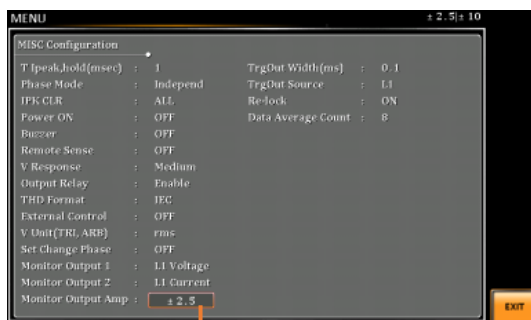 MENU ± 2.5|± 10
MISC Configuration
T Ipeak,hold(msec) : 1
Phase Mode : Independ
IPK CLR : ALL
Power ON : OFF
Buzzer : OFF
Remote Sense : OFF
V Response : Medium
Output Relay : Enable
THD Format : IEC
External Control : OFF
V Unit(TRI, ARB) : rms
Set Change Phase : OFF
Monitor Output 1 : L1 Voltage
Monitor Output 2 : L1 Current
Monitor Output Amp : ±2.5
TrgOut Width(ms) : 0.1
TrgOut Source : L1
Re-lock : ON
Data Average Count : 8
EXIT